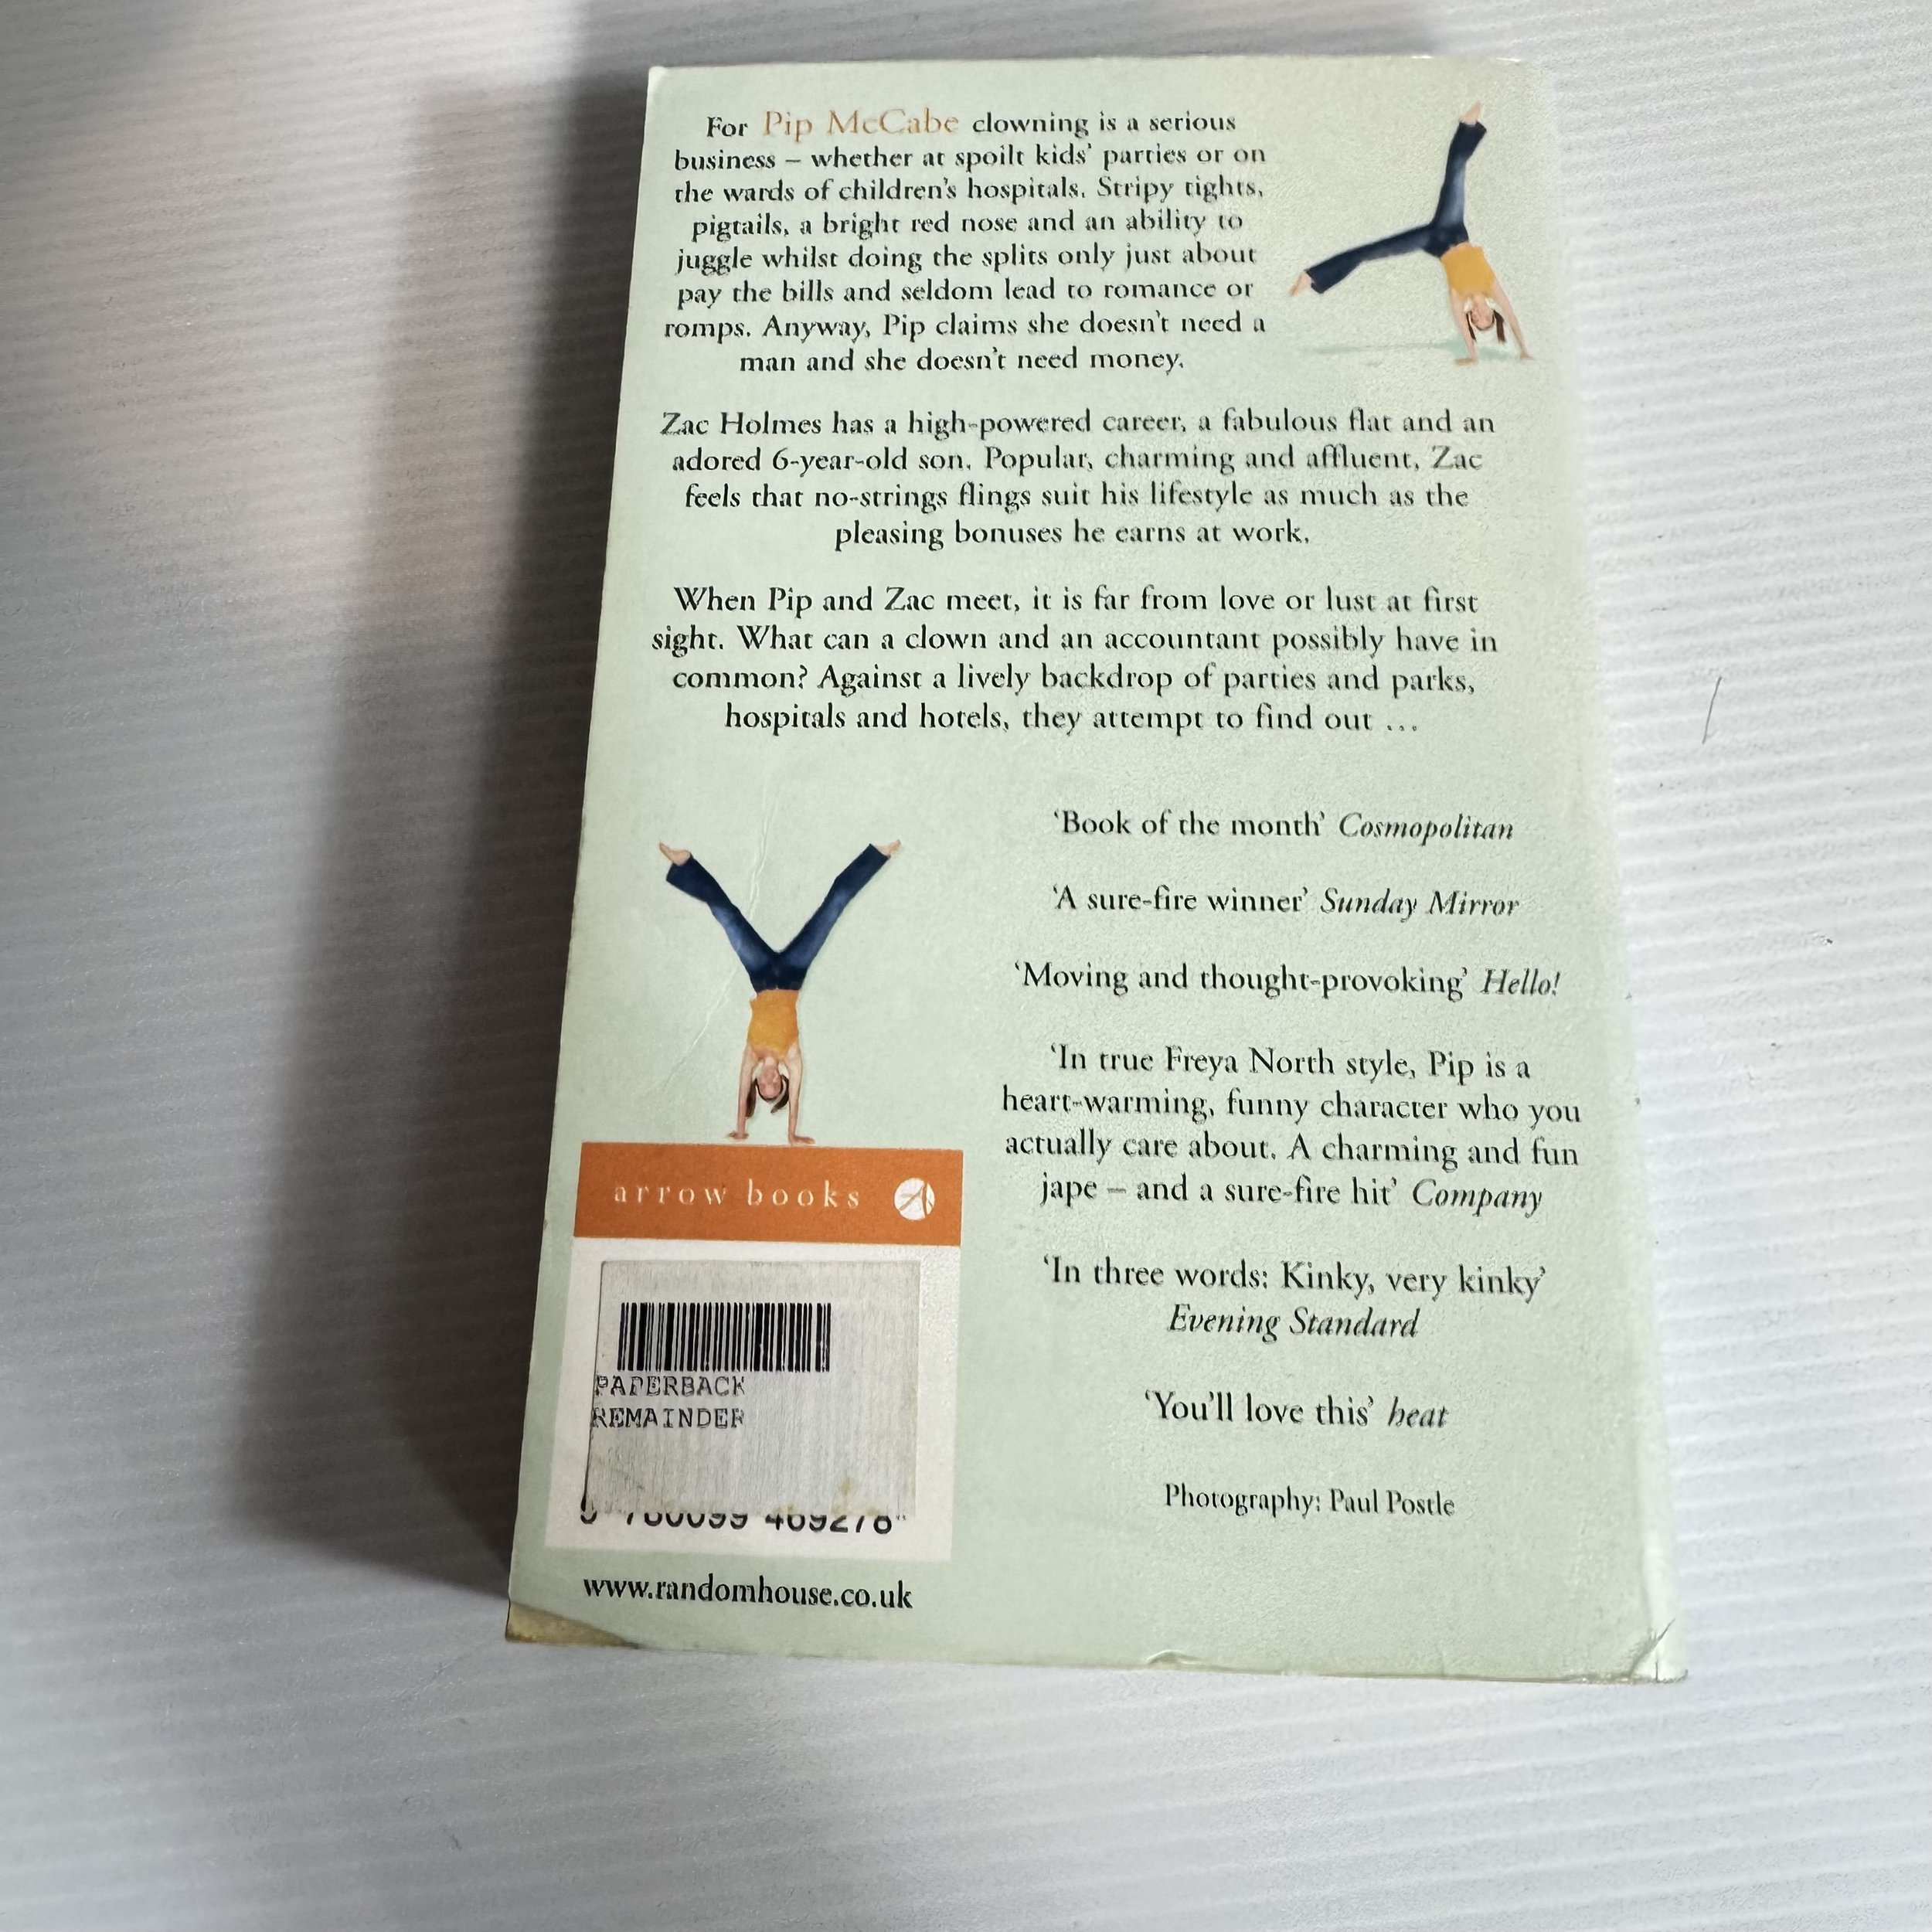 For Pip McCabe clowning is a serious
business – whether at spoilt kids' parties or on
the wards of children's hospitals. Stripy tights,
pigtails, a bright red nose and an ability to
juggle whilst doing the splits only just about
pay the bills and seldom lead to romance or
romps. Anyway, Pip claims she doesn't need a
man and she doesn't need money.
Zac Holmes has a high-powered career, a fabulous flat and an
adored 6-year-old son. Popular, charming and affluent, Zac
feels that no-strings flings suit his lifestyle as much as the
pleasing bonuses he earns at work.
When Pip and Zac meet, it is far from love or lust at first
sight. What can a clown and an accountant possibly have in
common? Against a lively backdrop of parties and parks,
hospitals and hotels, they attempt to find out ...
'Book of the month' Cosmopolitan
'A sure-fire winner' Sunday Mirror
'Moving and thought-provoking' Hello!
'In true Freya North style, Pip is a
heart-warming, funny character who you
actually care about. A charming and fun
jape – and a sure-fire hit' Company
'In three words: Kinky, very kinky'
Evening Standard
'You'll love this' heat
Photography: Paul Postle
arrow books
PAPERBACK
REMAINDER
www.randomhouse.co.uk